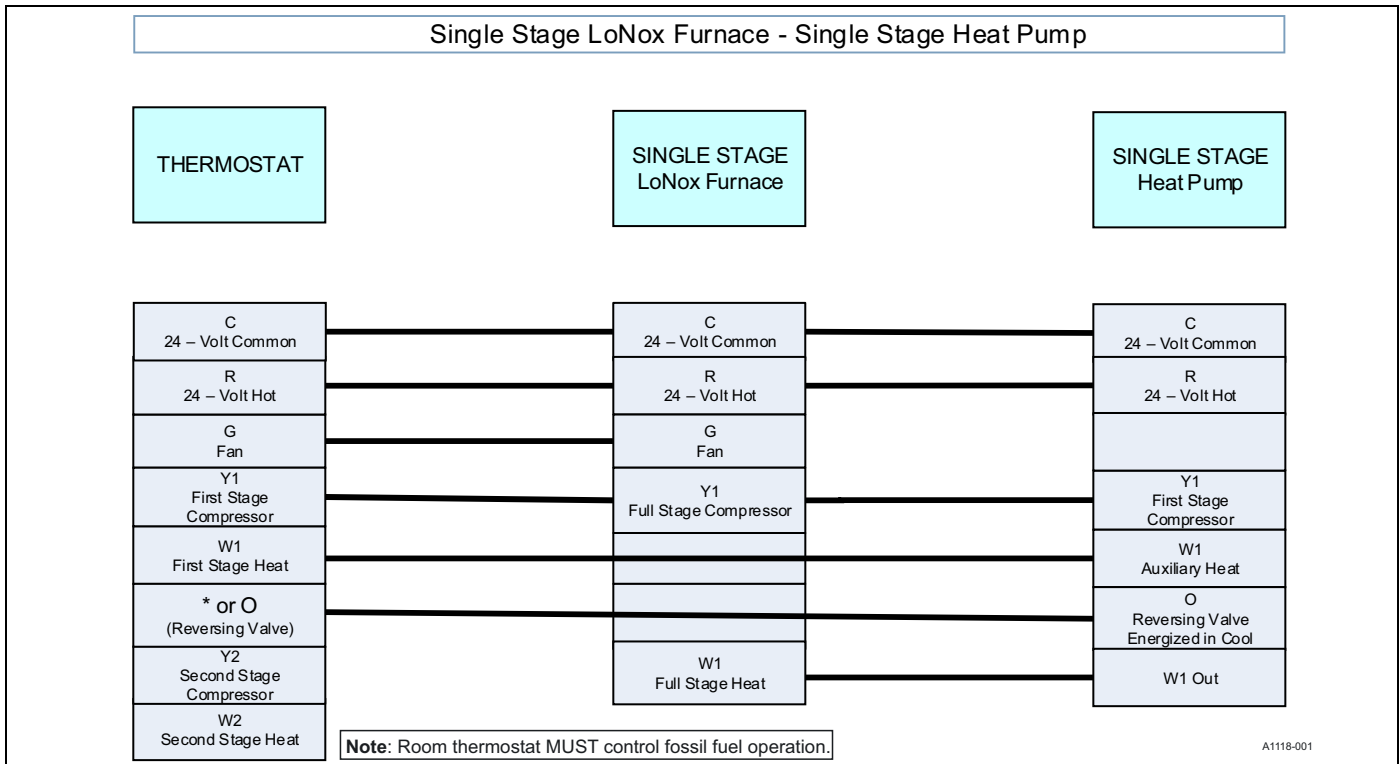 Single Stage LoNox Furnace - Single Stage Heat Pump
THERMOSTAT
SINGLE STAGE
LoNox Furnace
SINGLE STAGE
Heat Pump
C
24 – Volt Common
R
24 – Volt Hot
G
Fan
Y1
First Stage
Compressor
W1
First Stage Heat
* or O
(Reversing Valve)
Y2
Second Stage
Compressor
W2
Second Stage Heat
C
24 – Volt Common
R
24 – Volt Hot
G
Fan
Y1
Full Stage Compressor
W1
Full Stage Heat
C
24 – Volt Common
R
24 – Volt Hot
Y1
First Stage
Compressor
W1
Auxiliary Heat
O
Reversing Valve
Energized in Cool
W1 Out
Note: Room thermostat MUST control fossil fuel operation.
A1118-001